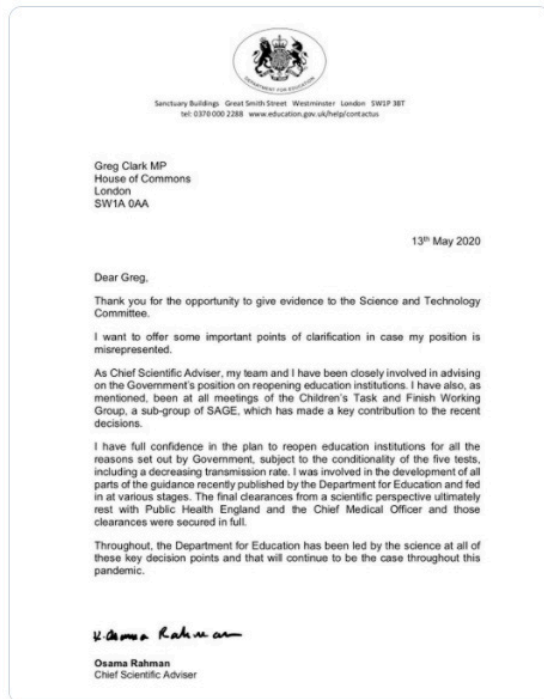 DEPARTMENT FOR EDUCATION
Sanctuary Buildings Great Smith Street Westminster London SW1P 3BT
tel: 0370 000 2288 www.education.gov.uk/help/contactus
Greg Clark MP
House of Commons
London
SW1A 0AA
13th May 2020
Dear Greg,
Thank you for the opportunity to give evidence to the Science and Technology
Committee.
I want to offer some important points of clarification in case my position is
misrepresented.
As Chief Scientific Adviser, my team and I have been closely involved in advising
on the Government's position on reopening education institutions. I have also, as
mentioned, been at all meetings of the Children's Task and Finish Working
Group, a sub-group of SAGE, which has made a key contribution to the recent
decisions.
I have full confidence in the plan to reopen education institutions for all the
reasons set out by Government, subject to the conditionality of the five tests,
including a decreasing transmission rate. I was involved in the development of all
parts of the guidance recently published by the Department for Education and fed
in at various stages. The final clearances from a scientific perspective ultimately
rest with Public Health England and the Chief Medical Officer and those
clearances were secured in full.
Throughout, the Department for Education has been led by the science at all of
these key decision points and that will continue to be the case throughout this
pandemic.
K. Osama Rahman
Osama Rahman
Chief Scientific Adviser